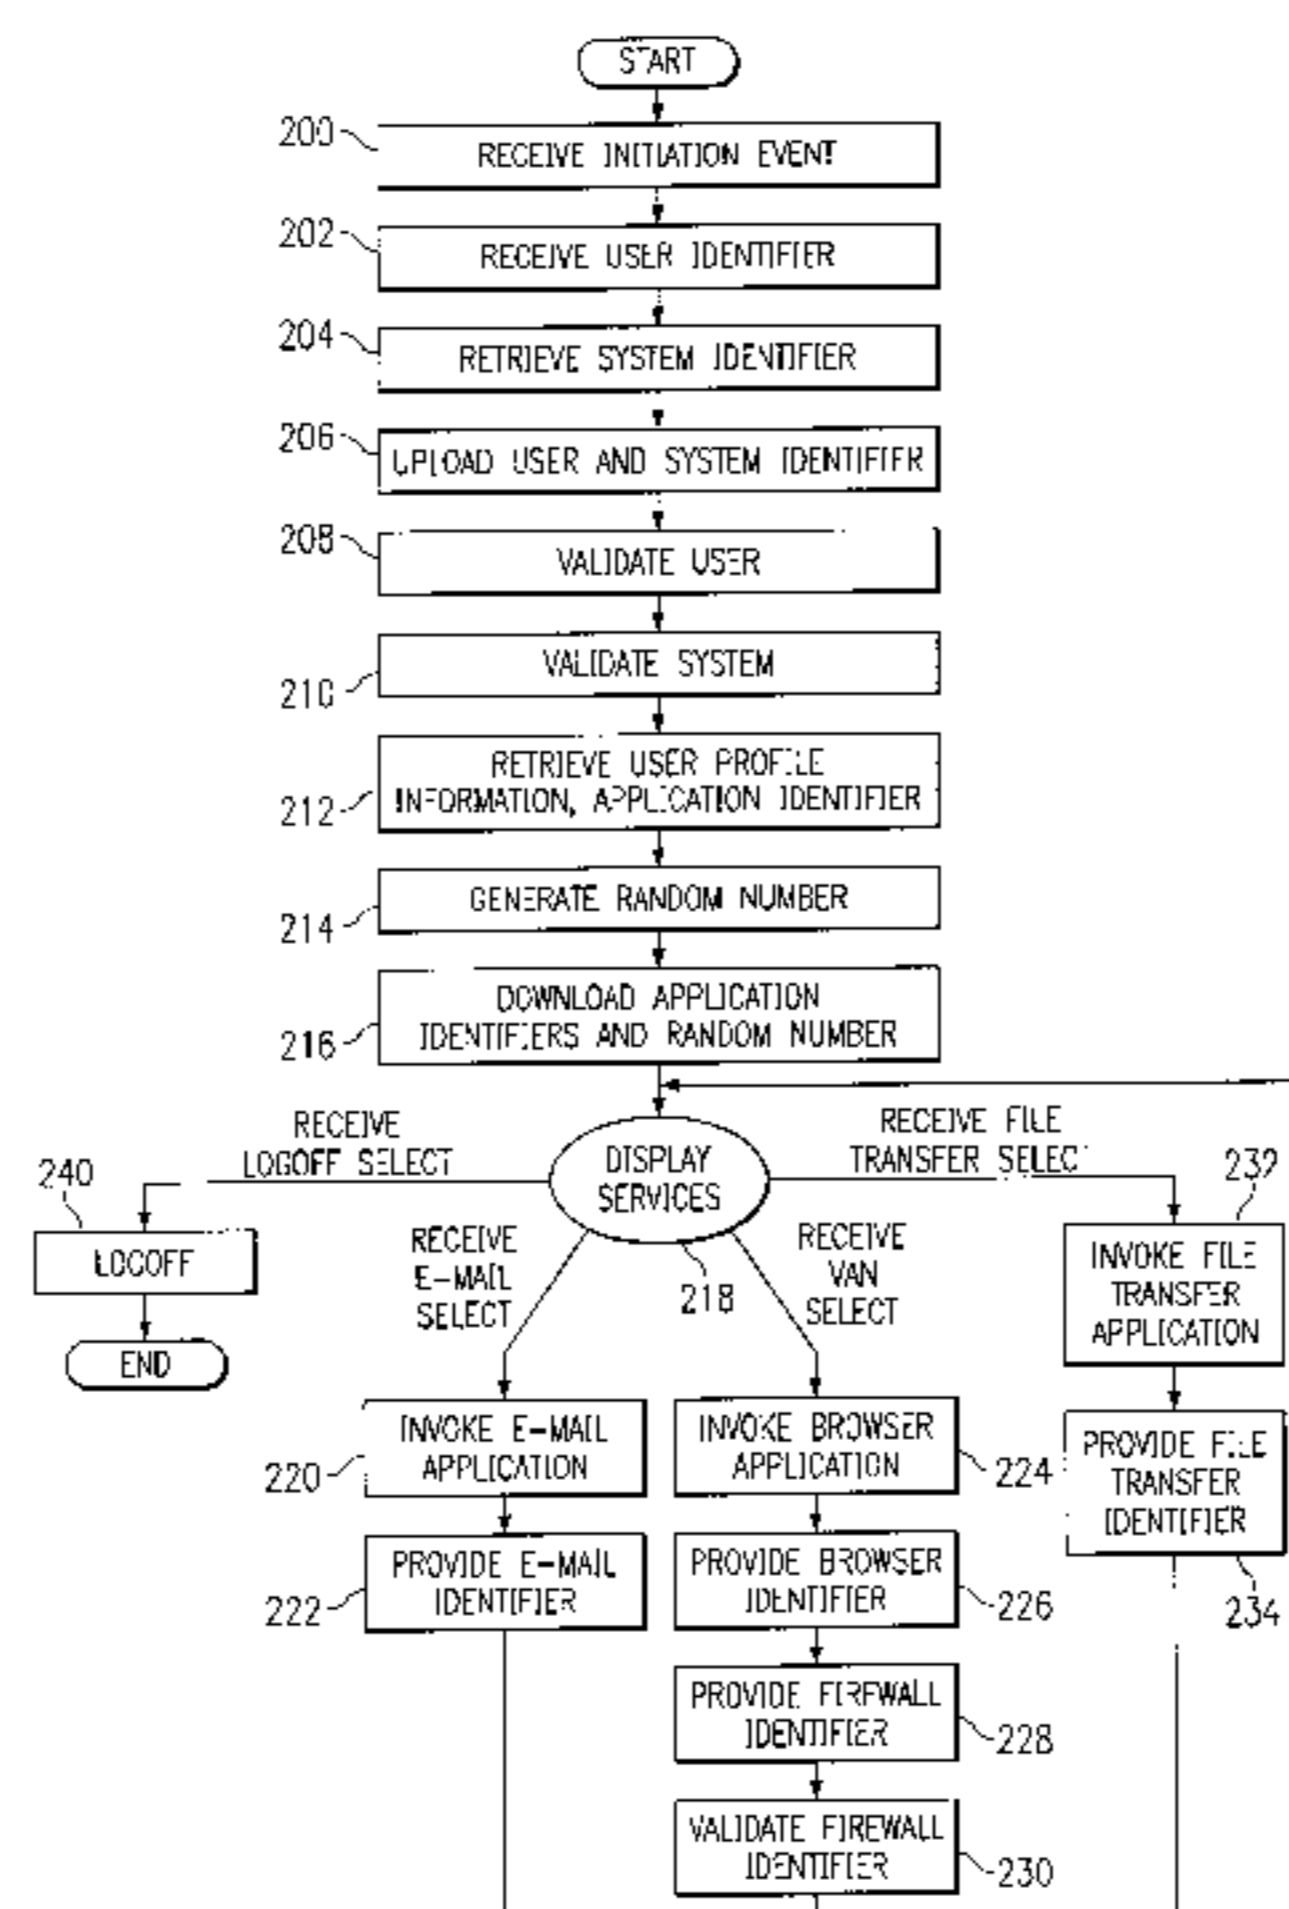 START
200
RECEIVE INITIATION EVENT
202
RECEIVE USER IDENTIFIER
204
RETRIEVE SYSTEM IDENTIFIER
206
UPLOAD USER AND SYSTEM IDENTIFIER
208
VALIDATE USER
VALIDATE SYSTEM
210
RETRIEVE USER PROFILE
INFORMATION, APPLICATION IDENTIFIER
212
GENERATE RANDOM NUMBER
214
DOWNLOAD APPLICATION
IDENTIFIERS AND RANDOM NUMBER
216
RECEIVE
LOGOFF SELECT
DISPLAY
SERVICES
218
RECEIVE FILE
TRANSFER SELECT
240
LOGOFF
END
RECEIVE
E-MAIL
SELECT
RECEIVE
VAN
SELECT
232
INVOKE FILE
TRANSFER
APPLICATION
INVOKE E-MAIL
APPLICATION
220
INVOKE BROWSER
APPLICATION
224
PROVIDE FILE
TRANSFER
IDENTIFIER
234
PROVIDE E-MAIL
IDENTIFIER
222
PROVIDE BROWSER
IDENTIFIER
226
PROVIDE FIREWALL
IDENTIFIER
228
VALIDATE FIREWALL
IDENTIFIER
230